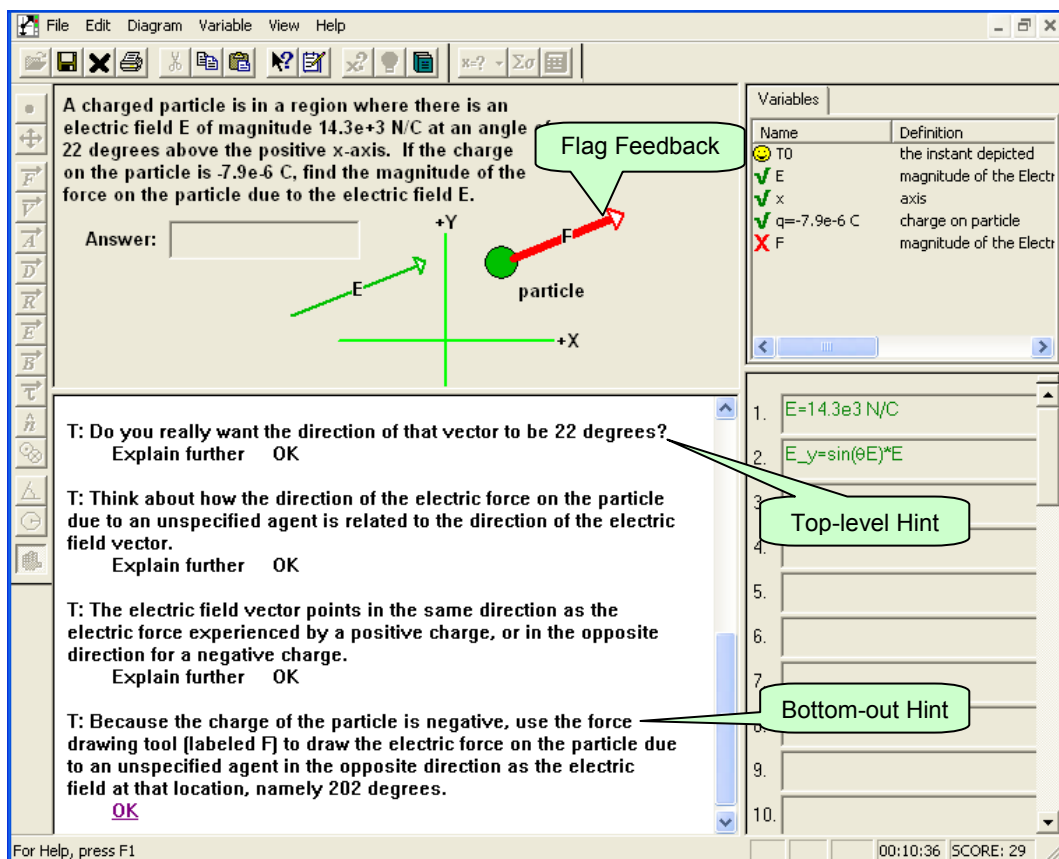 File Edit Diagram Variable View Help
x=? Σσ
A charged particle is in a region where there is an
electric field E of magnitude 14.3e+3 N/C at an angle of
22 degrees above the positive x-axis. If the charge
on the particle is -7.9e-6 C, find the magnitude of the
force on the particle due to the electric field E.
Answer:
Flag Feedback
+Y
F
E
particle
+X
F
V
A
D
R
E
B
τ
n̂
Variables
Name Definition
T0 the instant depicted
E magnitude of the Electr
x axis
q=-7.9e-6 C charge on particle
F magnitude of the Electr
T: Do you really want the direction of that vector to be 22 degrees?
Explain further OK
T: Think about how the direction of the electric force on the particle
due to an unspecified agent is related to the direction of the electric
field vector.
Explain further OK
T: The electric field vector points in the same direction as the
electric force experienced by a positive charge, or in the opposite
direction for a negative charge.
Explain further OK
T: Because the charge of the particle is negative, use the force
drawing tool (labeled F) to draw the electric force on the particle due
to an unspecified agent in the opposite direction as the electric
field at that location, namely 202 degrees.
OK
1. E=14.3e3 N/C
2. E_y=sin(θE)*E
3.
Top-level Hint
4.
5.
6.
7.
Bottom-out Hint
8.
9.
10.
For Help, press F1
00:10:36 SCORE: 29